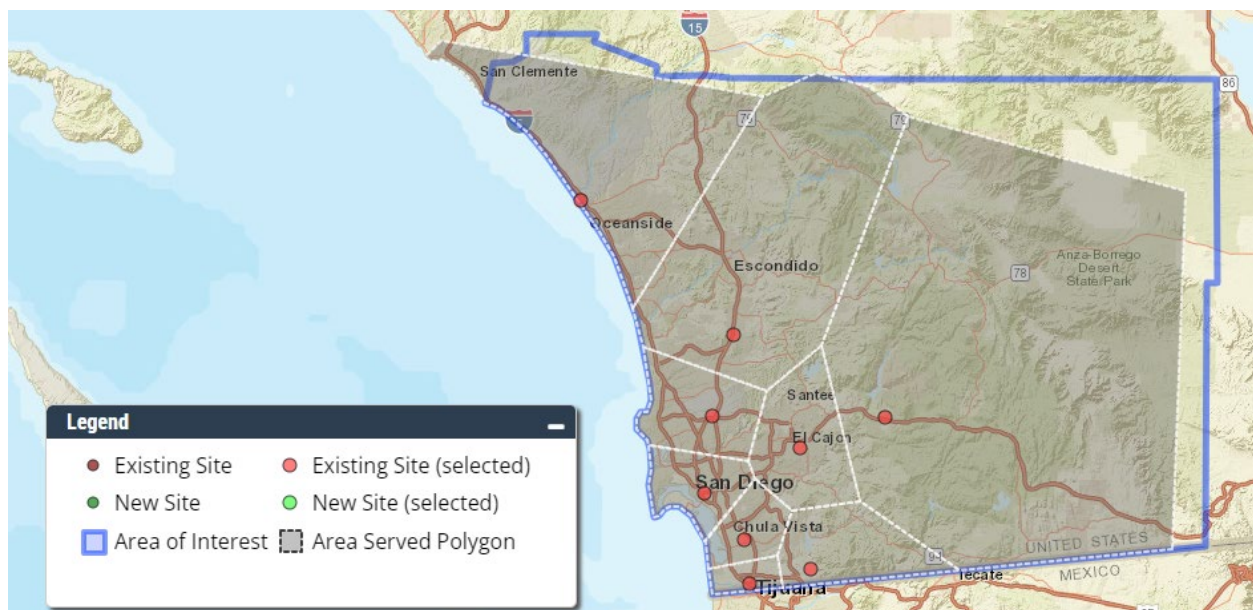 15
San Clemente
86
76
79
Oceanside
Escondido
Anza-Borrego
Desert
State Park
78
Santee
El Cajon
San Diego
Chula Vista
94
UNITED STATES
MEXICO
Tecate
Tijuana
Legend
Existing Site
Existing Site (selected)
New Site
New Site (selected)
Area of Interest
Area Served Polygon